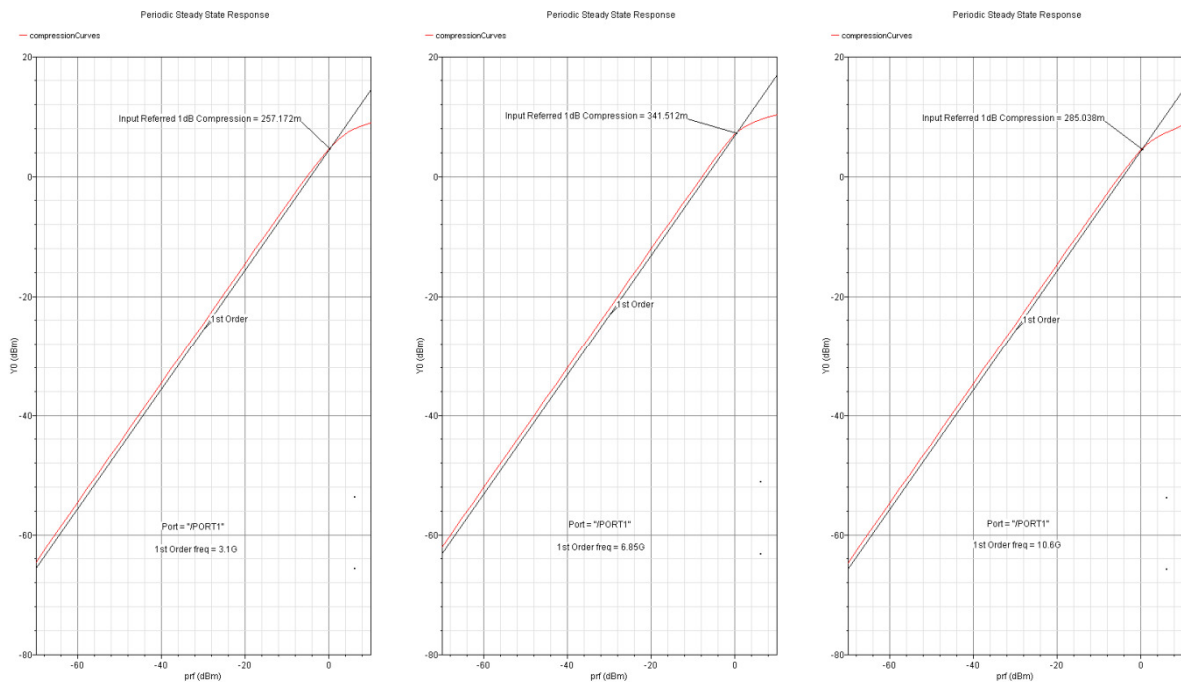 Periodic Steady State Response
compressionCurves
20
0
-20
-40
-60
-80
Y0 (dBm)
Input Referred 1dB Compression = 257.172m
1st Order
Port = "/PORT1"
1st Order freq = 3.1G
-60
-40
-20
0
prf (dBm)
Periodic Steady State Response
compressionCurves
20
0
-20
-40
-60
-80
Y0 (dBm)
Input Referred 1dB Compression = 341.512m
1st Order
Port = "/PORT1"
1st Order freq = 6.85G
-60
-40
-20
0
prf (dBm)
Periodic Steady State Response
compressionCurves
20
0
-20
-40
-60
-80
Y0 (dBm)
Input Referred 1dB Compression = 285.038m
1st Order
Port = "/PORT1"
1st Order freq = 10.6G
-60
-40
-20
0
prf (dBm)